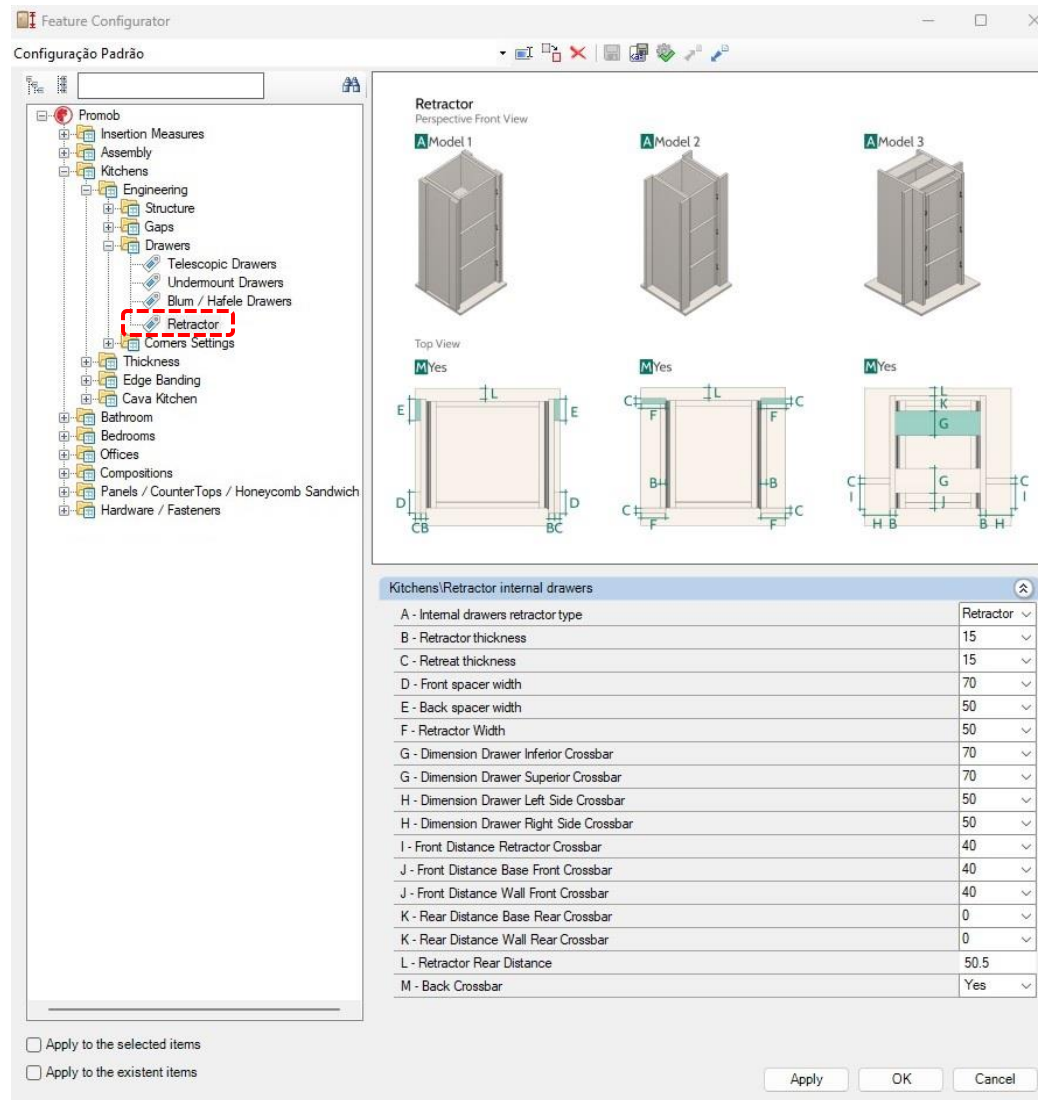 Feature Configurator
Configuração Padrão
Promob
Insertion Measures
Assembly
Kitchens
Engineering
Structure
Gaps
Drawers
Telescopic Drawers
Undermount Drawers
Blum / Hafele Drawers
Retractor
Corners Settings
Thickness
Edge Banding
Cava Kitchen
Bathroom
Bedrooms
Offices
Compositions
Panels / CounterTops / Honeycomb Sandwich
Hardware / Fasteners
Retractor
Perspective Front View
A Model 1 A Model 2 A Model 3
Top View
M Yes M Yes M Yes
L
E E
D D
CB BC
L
C C
F F
B B
C C
F F
L
K
G
G
C C
I J I
H B B H
Kitchens\Retractor internal drawers
A - Internal drawers retractor type Retractor
B - Retractor thickness 15
C - Retreat thickness 15
D - Front spacer width 70
E - Back spacer width 50
F - Retractor Width 50
G - Dimension Drawer Inferior Crossbar 70
G - Dimension Drawer Superior Crossbar 70
H - Dimension Drawer Left Side Crossbar 50
H - Dimension Drawer Right Side Crossbar 50
I - Front Distance Retractor Crossbar 40
J - Front Distance Base Front Crossbar 40
J - Front Distance Wall Front Crossbar 40
K - Rear Distance Base Rear Crossbar 0
K - Rear Distance Wall Rear Crossbar 0
L - Retractor Rear Distance 50.5
M - Back Crossbar Yes
Apply to the selected items
Apply to the existent items
Apply OK Cancel